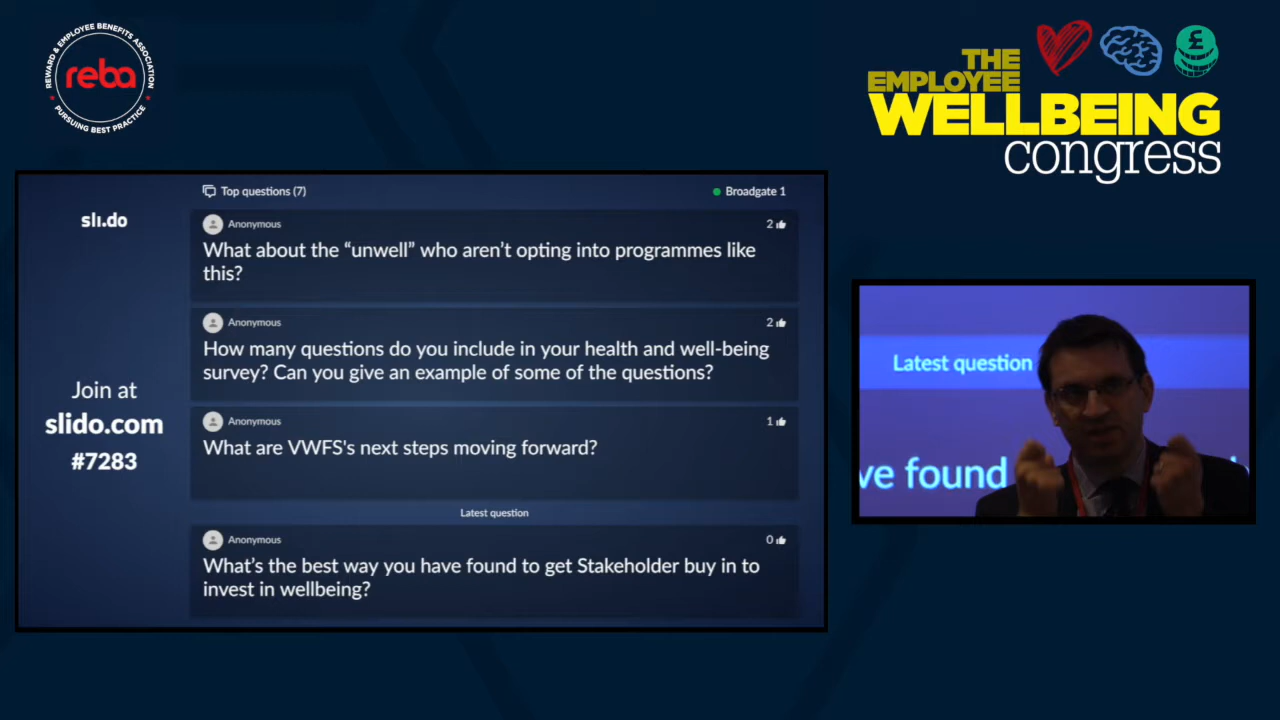 REWARD & EMPLOYEE BENEFITS ASSOCIATION
reba
PURSUING BEST PRACTICE
THE
EMPLOYEE
WELLBEING
congress
£
sli.do
Join at
slido.com
#7283
Top questions (7)
Broadgate 1
Anonymous
2
What about the “unwell” who aren’t opting into programmes like
this?
Anonymous
2
How many questions do you include in your health and well-being
survey? Can you give an example of some of the questions?
Anonymous
1
What are VWFS's next steps moving forward?
Latest question
Anonymous
0
What’s the best way you have found to get Stakeholder buy in to
invest in wellbeing?
Latest question
ve found